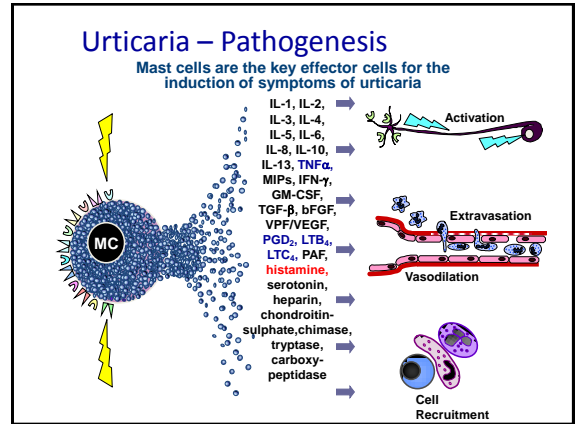 Urticaria – Pathogenesis
Mast cells are the key effector cells for the
induction of symptoms of urticaria
MC
IL-1, IL-2,
IL-3, IL-4,
IL-5, IL-6,
IL-8, IL-10,
IL-13, TNFα,
MIPs, IFN-γ,
GM-CSF,
TGF-β, bFGF,
VPF/VEGF,
PGD₂, LTB₄,
LTC₄, PAF,
histamine,
serotonin,
heparin,
chondroitin-
sulphate,chimase,
tryptase,
carboxy-
peptidase
Activation
Extravasation
Vasodilation
Cell
Recruitment